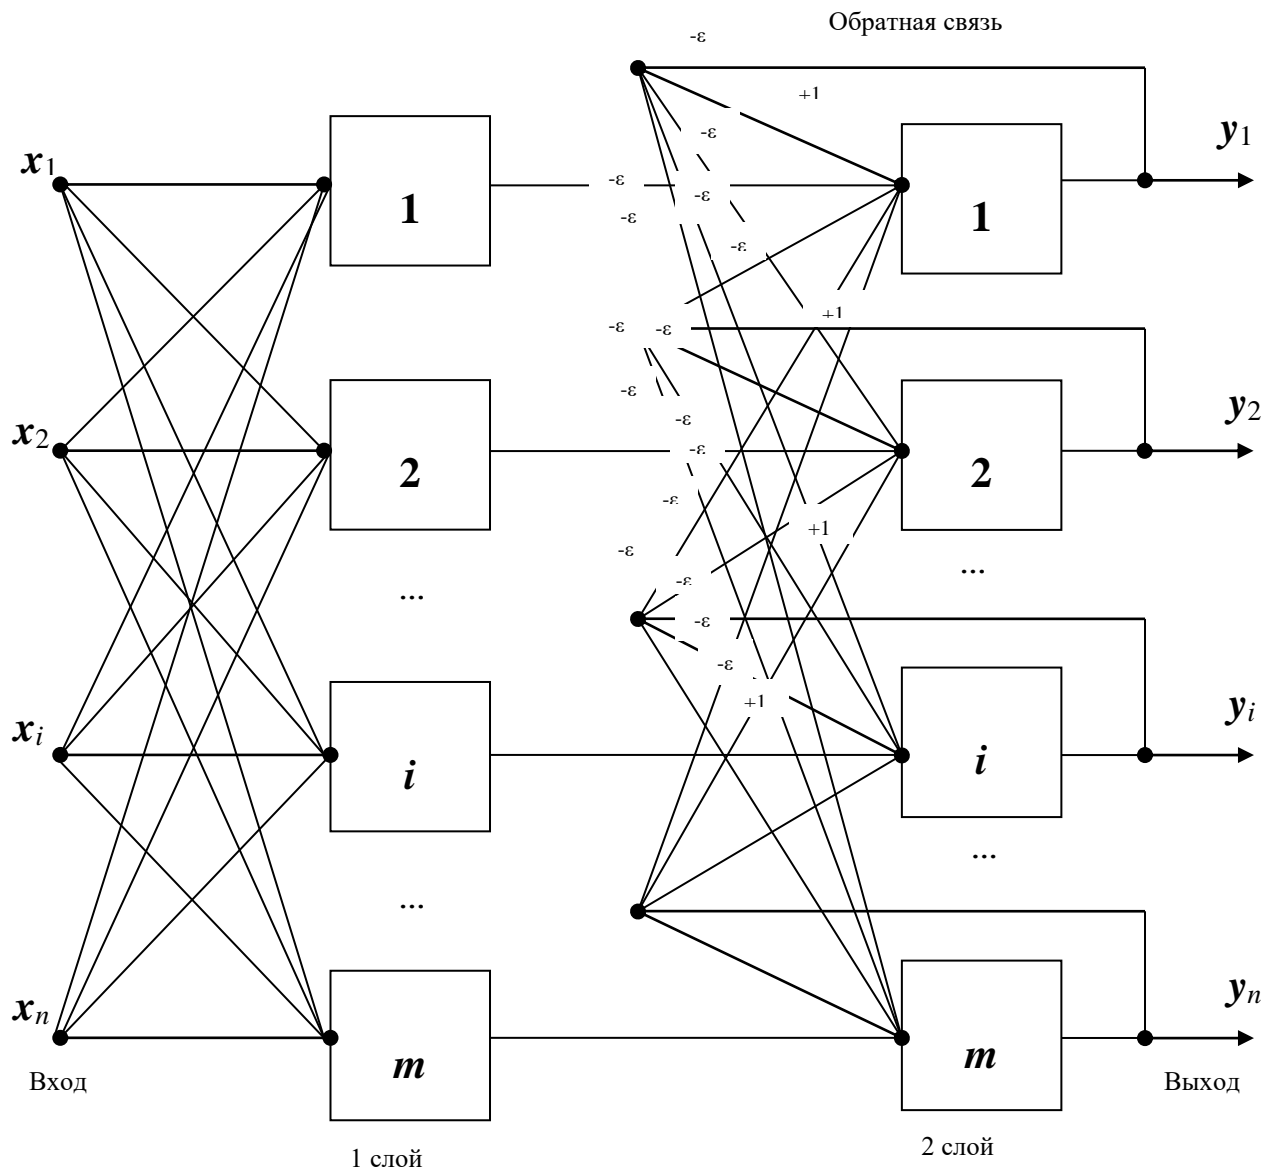 Обратная связь
-ε
+1
-ε
x1
1
-ε
-ε
-ε
1
y1
-ε
+1
-ε
-ε
-ε
x2
2
-ε
-ε
2
y2
-ε
+1
-ε
...
...
-ε
-ε
-ε
xi
i
+1
i
yi
...
...
xn
m
m
yn
Вход
Выход
1 слой
2 слой